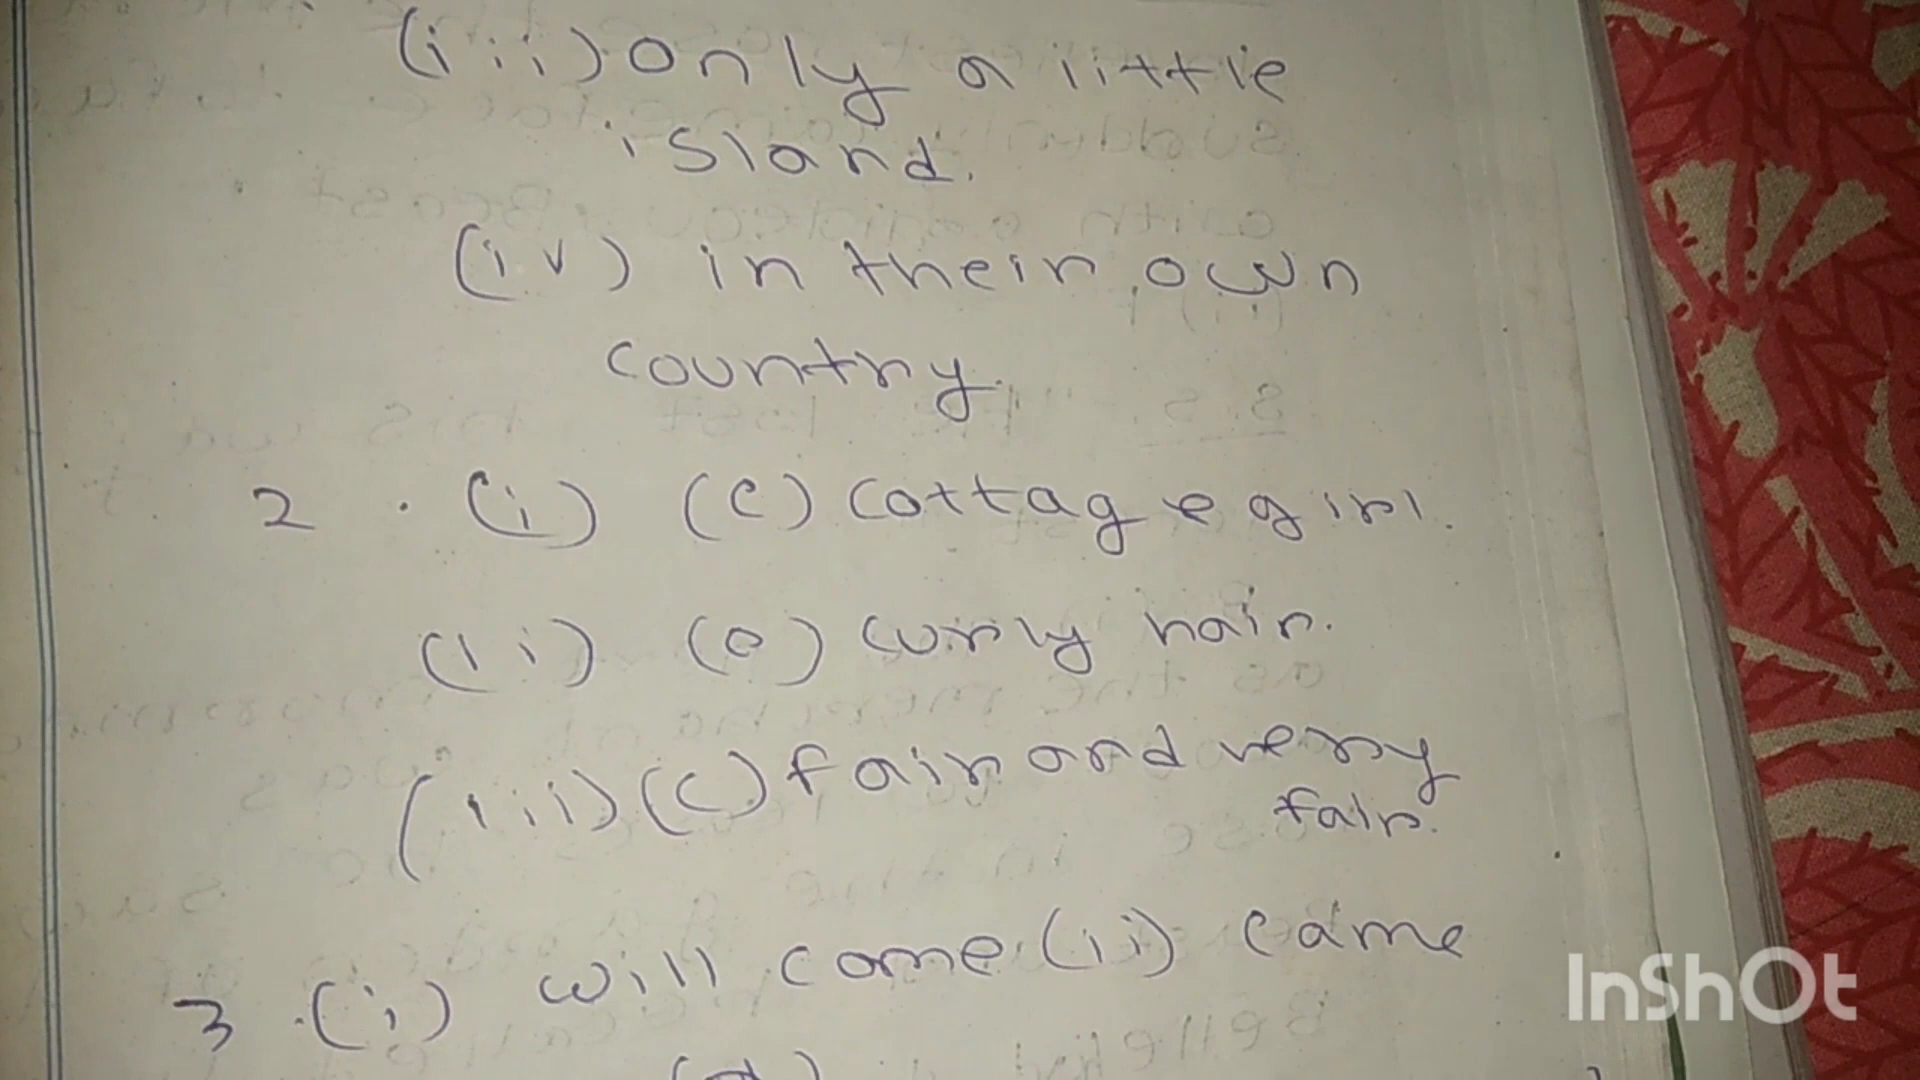 (iii) only a little
island.
(iv) in their own
country.
2. (i) (c) cottage girl.
(ii) (a) curly hair.
(iii) (c) fair and very
fair.
3. (i) will come (ii) came
InShOt